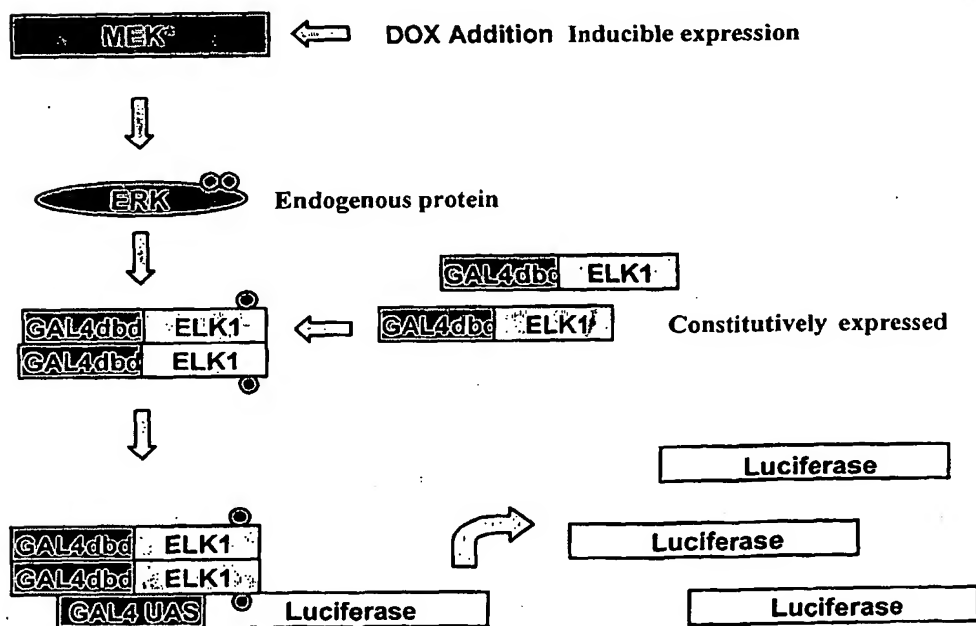 MEK*
DOX Addition Inducible expression
ERK
Endogenous protein
GAL4dbd ELK1
GAL4dbd ELK1
Constitutively expressed
GAL4dbd ELK1
GAL4dbd ELK1
Luciferase
GAL4dbd ELK1
Luciferase
GAL4dbd ELK1
GAL4 UAS Luciferase
Luciferase